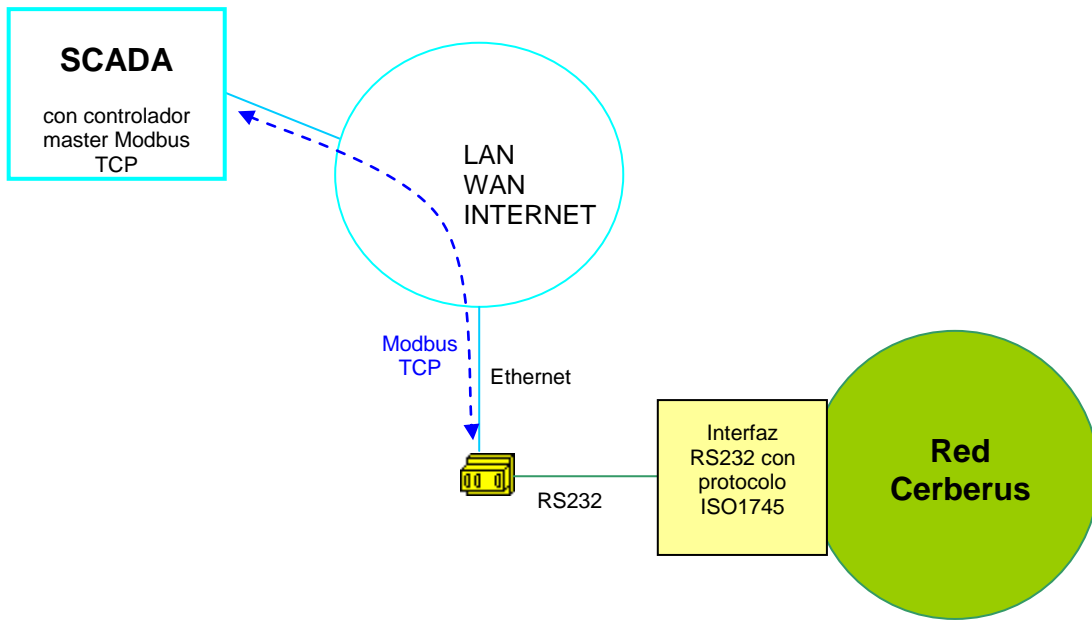 SCADA
con controlador
master Modbus
TCP
LAN
WAN
INTERNET
Modbus
TCP
Ethernet
RS232
Interfaz
RS232 con
protocolo
ISO1745
Red
Cerberus